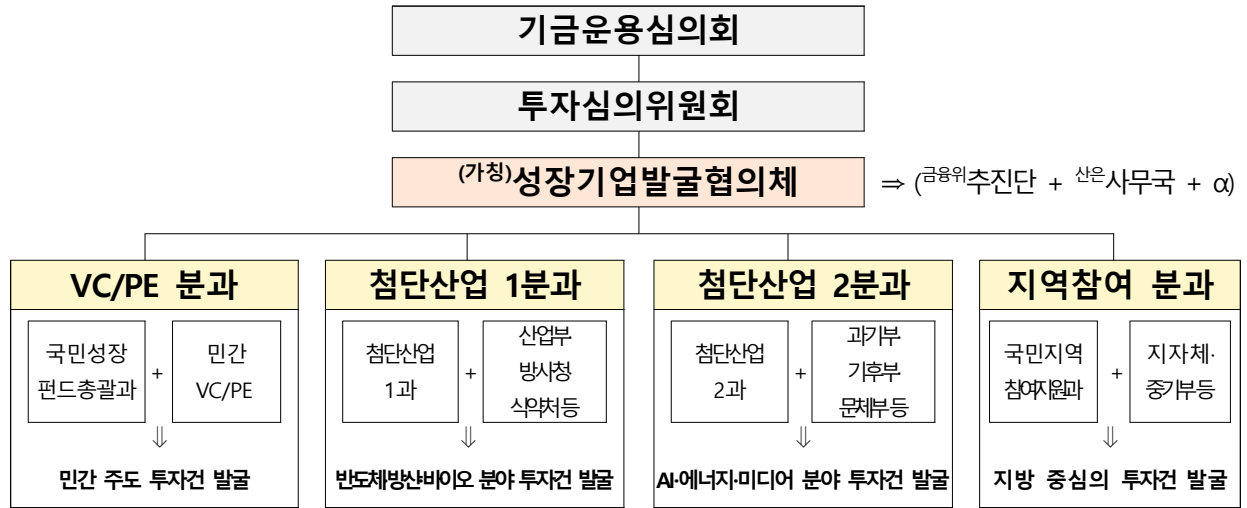 기금운용심의회
투자심의위원회
(가칭)성장기업발굴협의체 ⇒ (금융위추진단 + 산은사무국 + α)
VC/PE 분과
국민성장
펀드총괄과
+
민간
VC/PE
⇓
민간 주도 투자건 발굴
첨단산업 1분과
첨단산업
1과
+
산업부·
방사청·
식약처 등
⇓
반도체·방산·바이오 분야 투자건 발굴
첨단산업 2분과
첨단산업
2과
+
과기부·
기후부·
문체부 등
⇓
AI·에너지·미디어 분야 투자건 발굴
지역참여 분과
국민지역
참여지원과
+
지자체·
중기부 등
⇓
지방 중심의 투자건 발굴